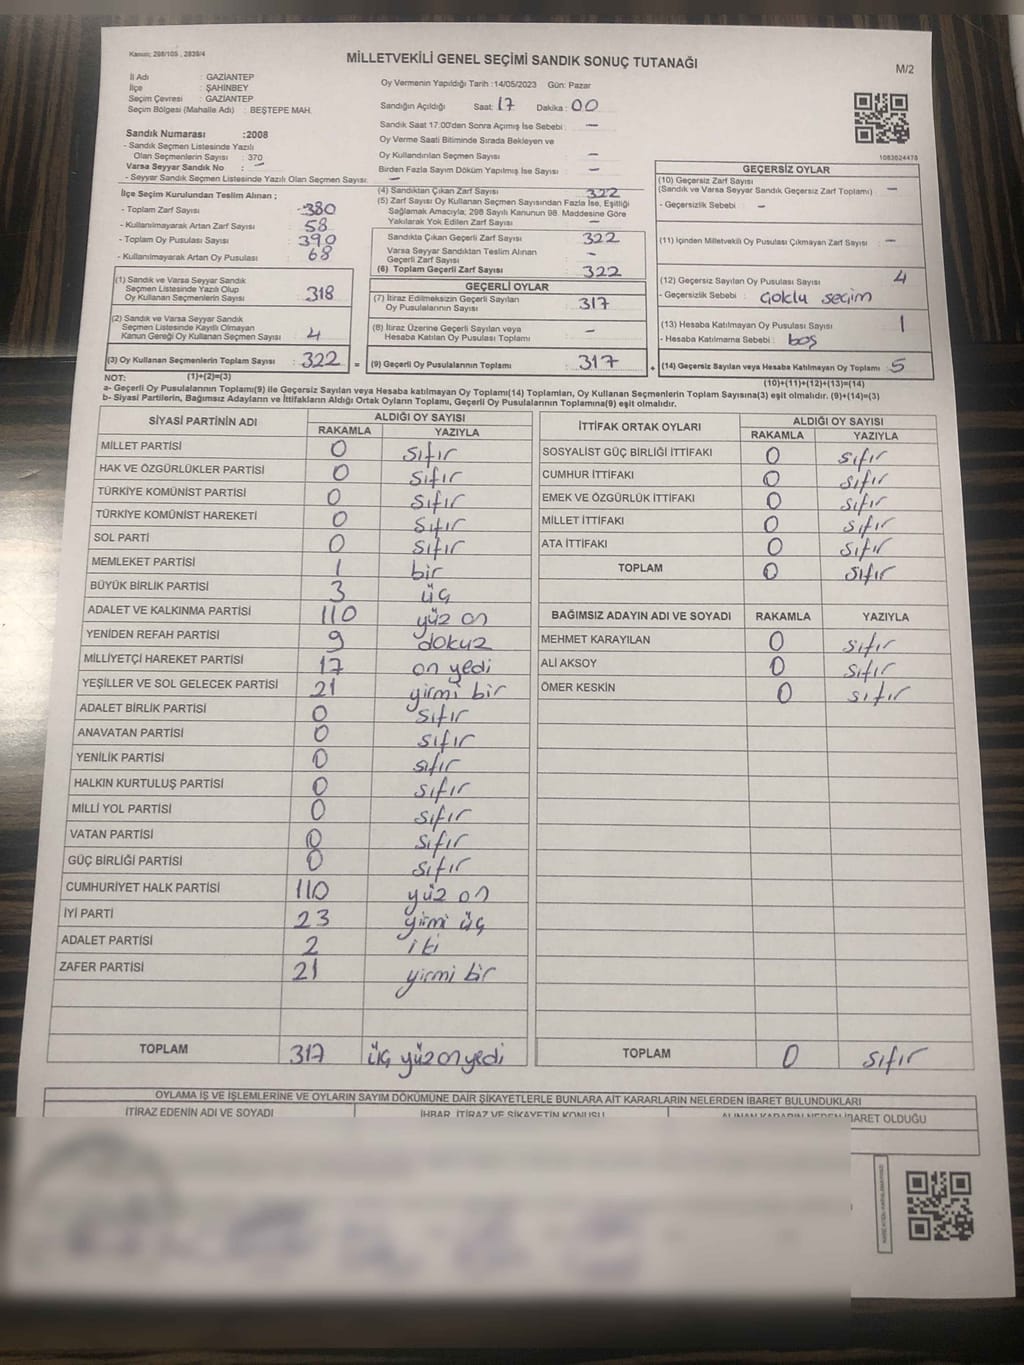 Kanun: 298/105 , 2839/4
MİLLETVEKİLİ GENEL SEÇİMİ SANDIK SONUÇ TUTANAĞI
M/2
İl Adı : GAZİANTEP
İlçe : ŞAHİNBEY
Seçim Çevresi : GAZİANTEP
Seçim Bölgesi (Mahalle Adı) : BEŞTEPE MAH.
Sandık Numarası :2008
- Sandık Seçmen Listesinde Yazılı
Olan Seçmenlerin Sayısı : 370
Varsa Seyyar Sandık No : -
- Seyyar Sandık Seçmen Listesinde Yazılı Olan Seçmen Sayısı: -
İlçe Seçim Kurulundan Teslim Alınan ;
- Toplam Zarf Sayısı : 380
- Kullanılmayarak Artan Zarf Sayısı : 58
- Toplam Oy Pusulası Sayısı : 390
- Kullanılmayarak Artan Oy Pusulası : 68
(1) Sandık ve Varsa Seyyar Sandık
Seçmen Listesinde Yazılı Olup
Oy Kullanan Seçmenlerin Sayısı : 318
(2) Sandık ve Varsa Seyyar Sandık
Seçmen Listesinde Kayıtlı Olmayan
Kanun Gereği Oy Kullanan Seçmen Sayısı : 4
(3) Oy Kullanan Seçmenlerin Toplam Sayısı : 322 =
Oy Vermenin Yapıldığı Tarih :14/05/2023 Gün: Pazar
Sandığın Açıldığı Saat: 17 Dakika : 00
Sandık Saat 17:00'den Sonra Açılmış İse Sebebi : -
Oy Verme Saati Bitiminde Sırada Bekleyen ve
Oy Kullandırılan Seçmen Sayısı : -
Birden Fazla Sayım Döküm Yapılmış İse Sayısı : -
(4) Sandıktan Çıkan Zarf Sayısı : 322
(5) Zarf Sayısı Oy Kullanan Seçmen Sayısından Fazla İse, Eşitliği
Sağlamak Amacıyla; 298 Sayılı Kanunun 98. Maddesine Göre
Yakılarak Yok Edilen Zarf Sayısı : -
Sandıkta Çıkan Geçerli Zarf Sayısı : 322
Varsa Seyyar Sandıktan Teslim Alınan
Geçerli Zarf Sayısı : -
(6) Toplam Geçerli Zarf Sayısı : 322
GEÇERLİ OYLAR
(7) İtiraz Edilmeksizin Geçerli Sayılan
Oy Pusulalarının Sayısı : 317
(8) İtiraz Üzerine Geçerli Sayılan veya
Hesaba Katılan Oy Pusulası Toplamı : -
(9) Geçerli Oy Pusulalarının Toplamı : 317 +
1083024478
GEÇERSİZ OYLAR
(10) Geçersiz Zarf Sayısı
(Sandık ve Varsa Seyyar Sandık Geçersiz Zarf Toplamı) : -
- Geçersizlik Sebebi : -
(11) İçinden Milletvekili Oy Pusulası Çıkmayan Zarf Sayısı : -
(12) Geçersiz Sayılan Oy Pusulası Sayısı : 4
- Geçersizlik Sebebi : Çoklu seçim
(13) Hesaba Katılmayan Oy Pusulası Sayısı : 1
- Hesaba Katılmama Sebebi : boş
(14) Geçersiz Sayılan veya Hesaba Katılmayan Oy Toplamı : 5
NOT: (1)+(2)=(3) (10)+(11)+(12)+(13)=(14)
a- Geçerli Oy Pusulalarının Toplamı(9) ile Geçersiz Sayılan veya Hesaba katılmayan Oy Toplamı(14) Toplamları, Oy Kullanan Seçmenlerin Toplam Sayısına(3) eşit olmalıdır. (9)+(14)=(3)
b- Siyasi Partilerin, Bağımsız Adayların ve İttifakların Aldığı Ortak Oyların Toplamı, Geçerli Oy Pusulalarının Toplamına(9) eşit olmalıdır.
SİYASİ PARTİNİN ADI ALDIĞI OY SAYISI
RAKAMLA YAZIYLA
MİLLET PARTİSİ 0 sıfır
HAK VE ÖZGÜRLÜKLER PARTİSİ 0 sıfır
TÜRKİYE KOMÜNİST PARTİSİ 0 sıfır
TÜRKİYE KOMÜNİST HAREKETİ 0 sıfır
SOL PARTİ 0 sıfır
MEMLEKET PARTİSİ 1 bir
BÜYÜK BİRLİK PARTİSİ 3 üç
ADALET VE KALKINMA PARTİSİ 110 yüz on
YENİDEN REFAH PARTİSİ 9 dokuz
MİLLİYETÇİ HAREKET PARTİSİ 17 on yedi
YEŞİLLER VE SOL GELECEK PARTİSİ 21 yirmi bir
ADALET BİRLİK PARTİSİ 0 sıfır
ANAVATAN PARTİSİ 0 sıfır
YENİLİK PARTİSİ 0 sıfır
HALKIN KURTULUŞ PARTİSİ 0 sıfır
MİLLİ YOL PARTİSİ 0 sıfır
VATAN PARTİSİ 0 sıfır
GÜÇ BİRLİĞİ PARTİSİ 0 sıfır
CUMHURİYET HALK PARTİSİ 110 yüz on
İYİ PARTİ 23 yirmi üç
ADALET PARTİSİ 2 iki
ZAFER PARTİSİ 21 yirmi bir
TOPLAM 317 üç yüz on yedi
İTTİFAK ORTAK OYLARI ALDIĞI OY SAYISI
RAKAMLA YAZIYLA
SOSYALİST GÜÇ BİRLİĞİ İTTİFAKI 0 sıfır
CUMHUR İTTİFAKI 0 sıfır
EMEK VE ÖZGÜRLÜK İTTİFAKI 0 sıfır
MİLLET İTTİFAKI 0 sıfır
ATA İTTİFAKI 0 sıfır
TOPLAM 0 sıfır
BAĞIMSIZ ADAYIN ADI VE SOYADI RAKAMLA YAZIYLA
MEHMET KARAYILAN 0 sıfır
ALİ AKSOY 0 sıfır
ÖMER KESKİN 0 sıfır
TOPLAM 0 sıfır
OYLAMA İŞ VE İŞLEMLERİNE VE OYLARIN SAYIM DÖKÜMÜNE DAİR ŞİKAYETLERLE BUNLARA AİT KARARLARIN NELERDEN İBARET BULUNDUKLARI
İTİRAZ EDENİN ADI VE SOYADI İHBAR, İTİRAZ VE ŞİKAYETİN KONUSU ALINAN KARARIN NEDEN İBARET OLDUĞU